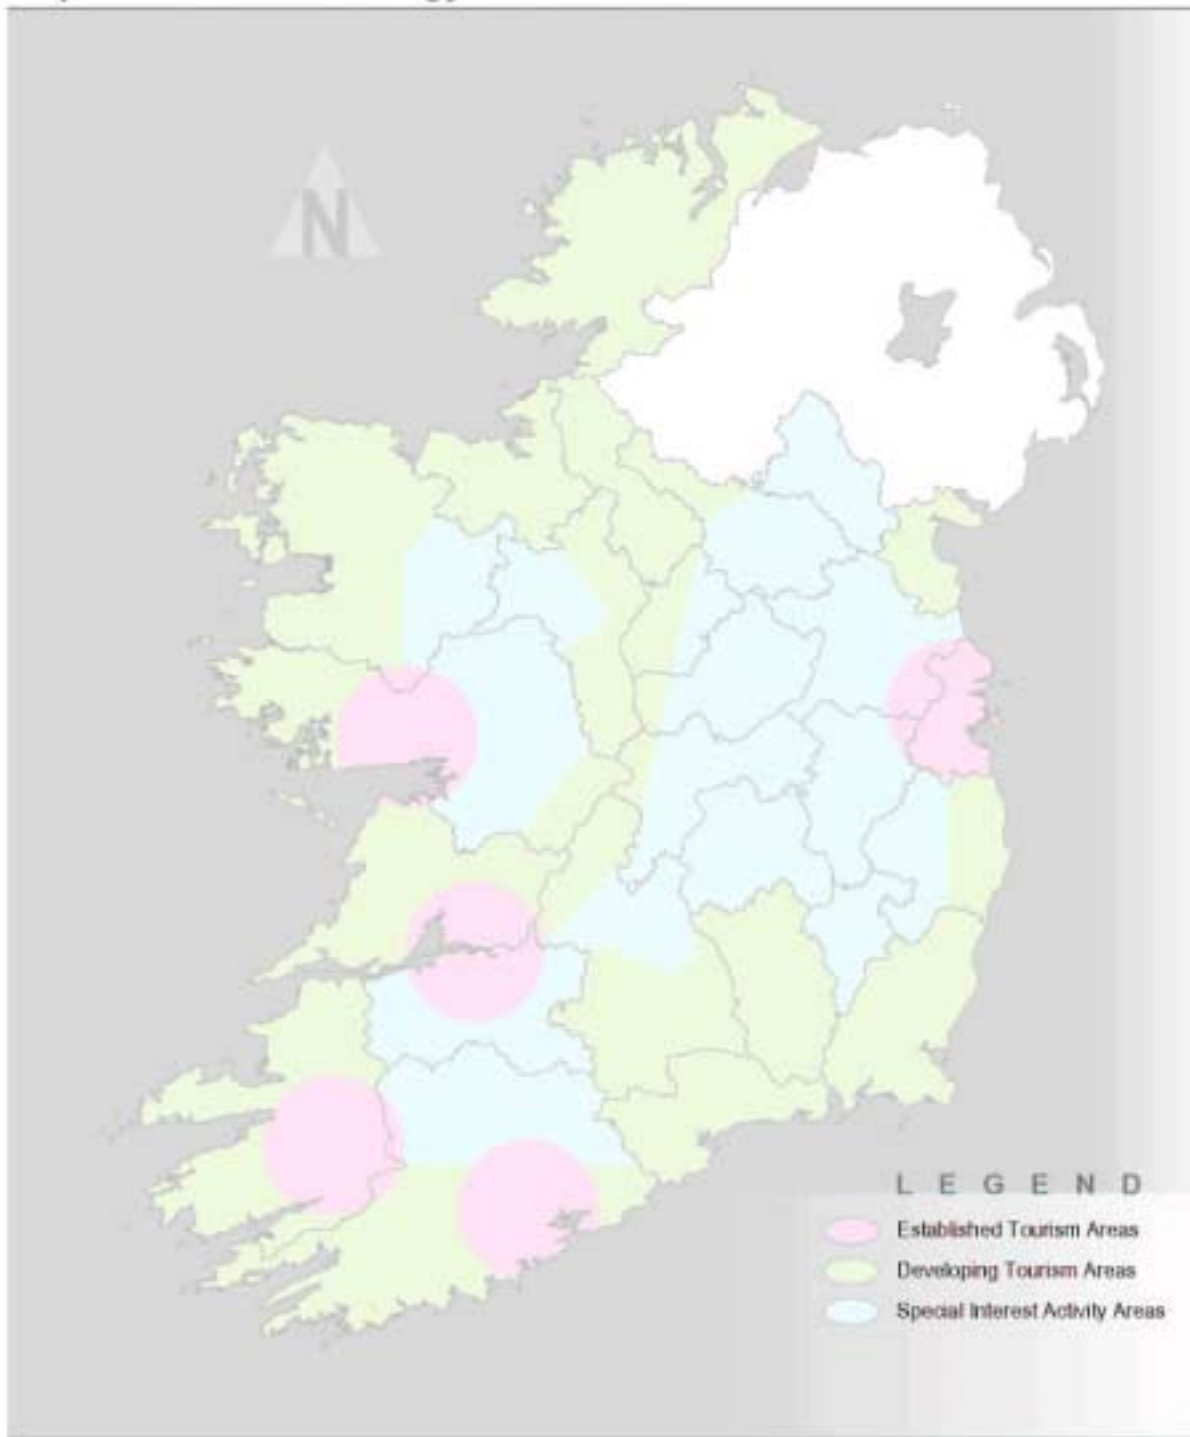 N
L E G E N D
Established Tourism Areas
Developing Tourism Areas
Special Interest Activity Areas